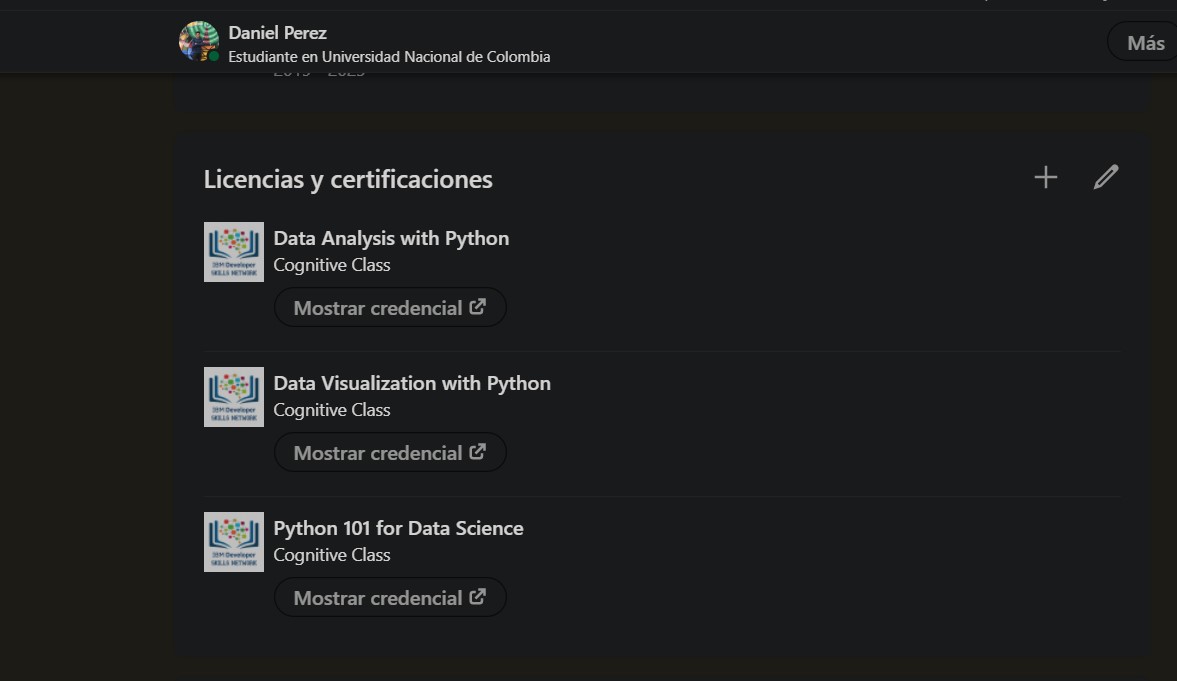 Daniel Perez
Estudiante en Universidad Nacional de Colombia
Más
Licencias y certificaciones
IBM Developer
SKILLS NETWORK
Data Analysis with Python
Cognitive Class
Mostrar credencial
IBM Developer
SKILLS NETWORK
Data Visualization with Python
Cognitive Class
Mostrar credencial
IBM Developer
SKILLS NETWORK
Python 101 for Data Science
Cognitive Class
Mostrar credencial